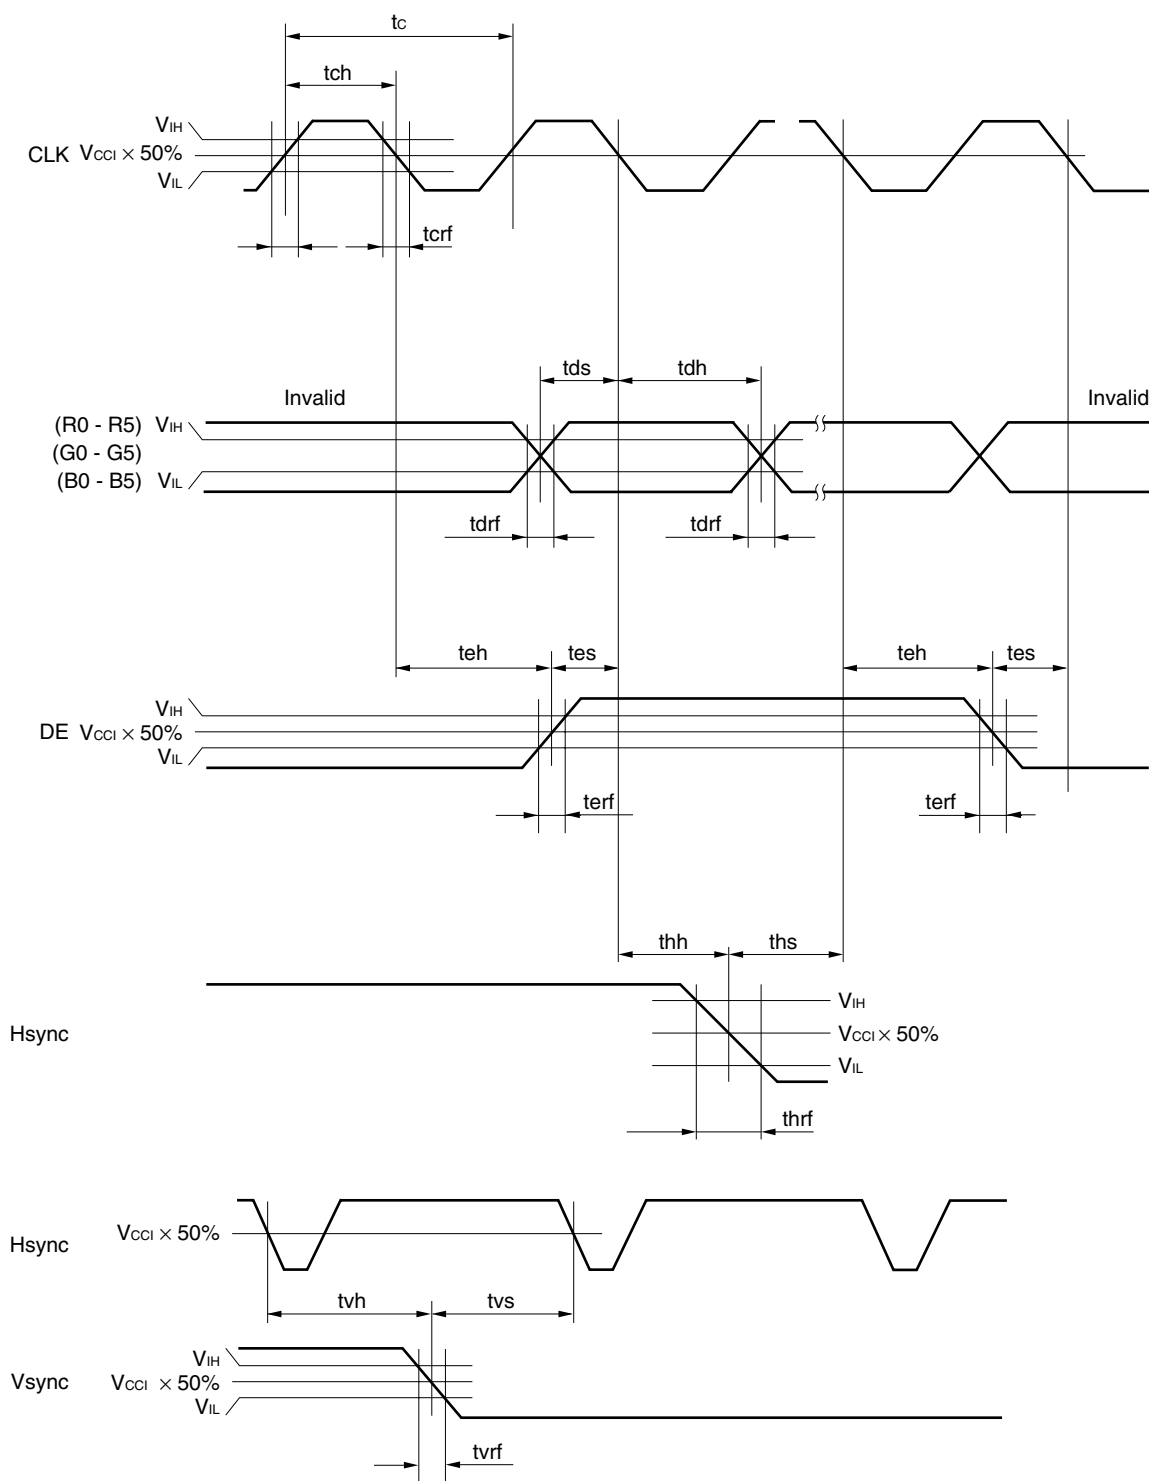 tc
tch
VIH
CLK VCCI × 50%
VIL
tcrf
tds tdh
Invalid Invalid
(R0 - R5) VIH
(G0 - G5)
(B0 - B5) VIL
tdrf tdrf
teh tes teh tes
VIH
DE VCCI × 50%
VIL
terf terf
thh ths
VIH
Hsync VCCI × 50%
VIL
thrf
VCCI × 50%
Hsync
tvh tvs
VIH
Vsync VCCI × 50%
VIL
tvrf